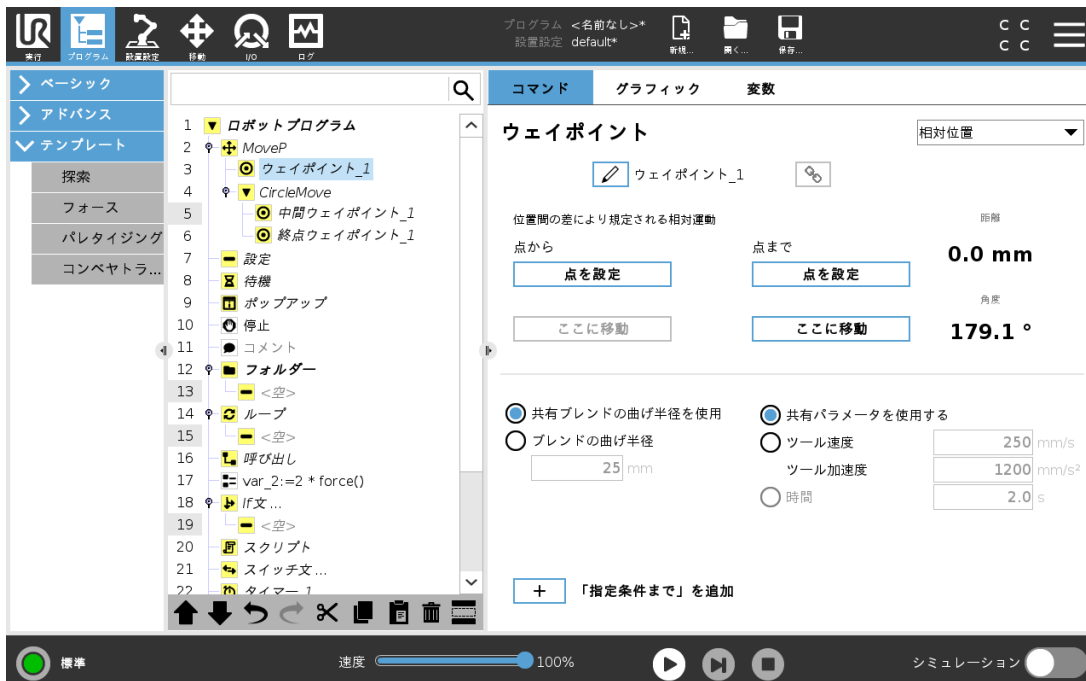 UR
実行
プログラム
設置設定
移動
I/O
ログ
プログラム <名前なし>*
設置設定 default*
新規...
開く...
保存...
C C
C C
ベーシック
アドバンス
テンプレート
探索
フォース
パレタイジング
コンベヤトラ...
1 ロボットプログラム
2 MoveP
3 ウェイポイント_1
4 CircleMove
5 中間ウェイポイント_1
6 終点ウェイポイント_1
7 設定
8 待機
9 ポップアップ
10 停止
11 コメント
12 フォルダー
13 <空>
14 ループ
15 <空>
16 呼び出し
17 var_2:=2 * force()
18 If文...
19 <空>
20 スクリプト
21 スイッチ文...
22 タイマー_1
コマンド グラフィック 変数
ウェイポイント
相対位置
ウェイポイント_1
位置間の差により規定される相対運動
距離
点から 点まで
0.0 mm
点を設定 点を設定
角度
ここに移動 ここに移動
179.1 °
共有ブレンドの曲げ半径を使用
ブレンドの曲げ半径
25 mm
共有パラメータを使用する
ツール速度 250 mm/s
ツール加速度 1200 mm/s²
時間 2.0 s
+ 「指定条件まで」を追加
標準
速度 100%
シミュレーション